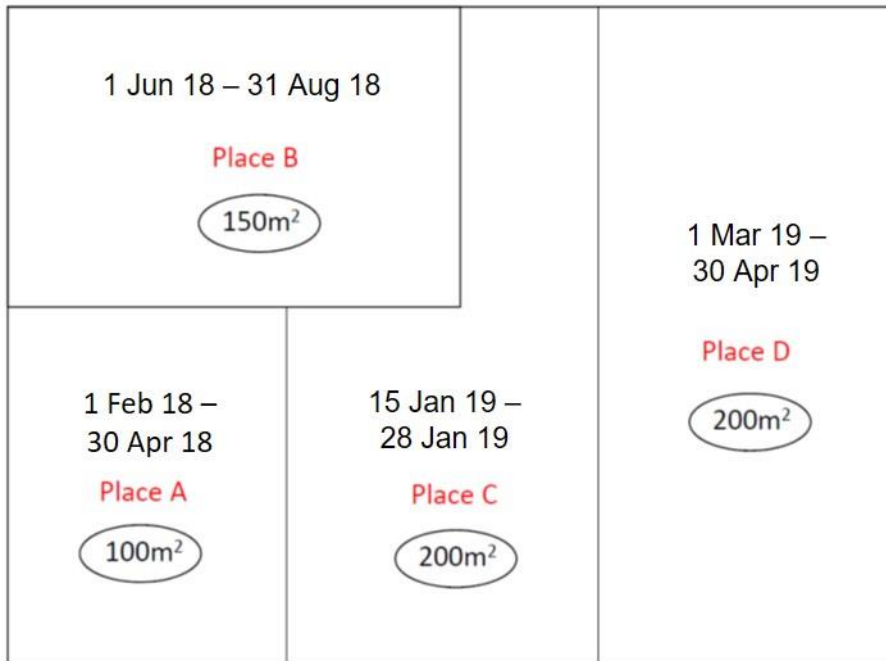 1 Jun 18 – 31 Aug 18
Place B
150m²
1 Feb 18 –
30 Apr 18
Place A
100m²
15 Jan 19 –
28 Jan 19
Place C
200m²
1 Mar 19 –
30 Apr 19
Place D
200m²